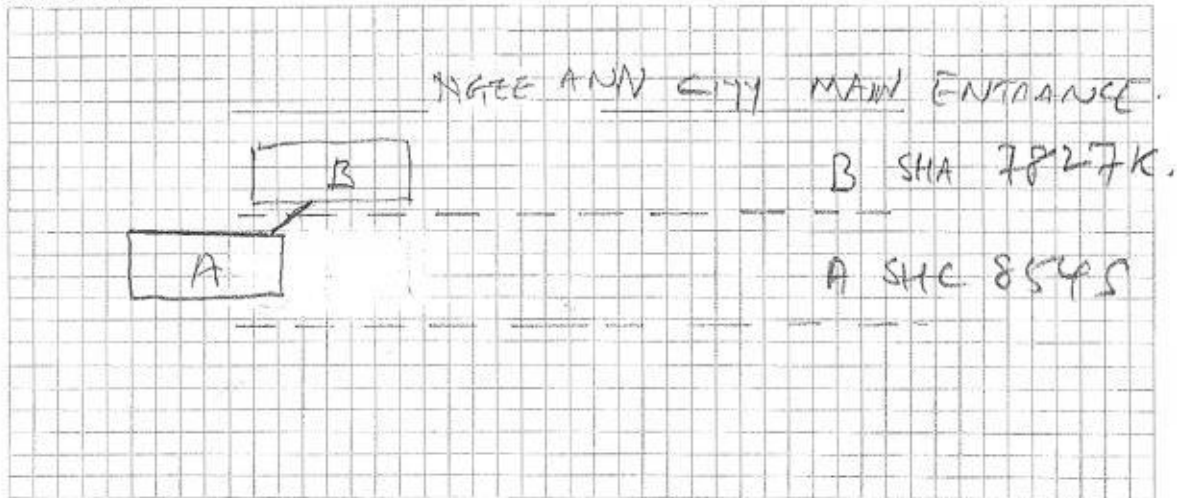 NGEE ANN CITY MAIN ENTRANCE.
B
B SHA 7827K.
A
A SHC 8545